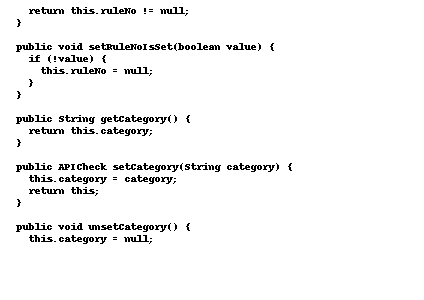 return this.ruleNo != null;
  }

  public void setRuleNoIsSet(boolean value) {
    if (!value) {
      this.ruleNo = null;
    }
  }

  public String getCategory() {
    return this.category;
  }

  public APICheck setCategory(String category) {
    this.category = category;
    return this;
  }

  public void unsetCategory() {
    this.category = null;